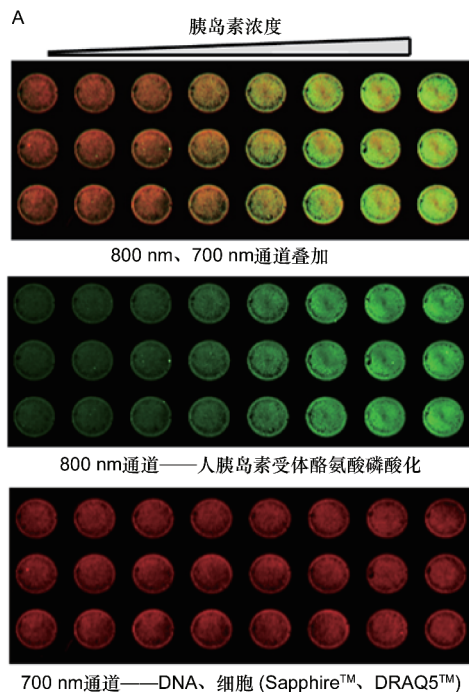 A
胰岛素浓度
800 nm、700 nm通道叠加
800 nm通道——人胰岛素受体酪氨酸磷酸化
700 nm通道——DNA、细胞 (Sapphire™、DRAQ5™)